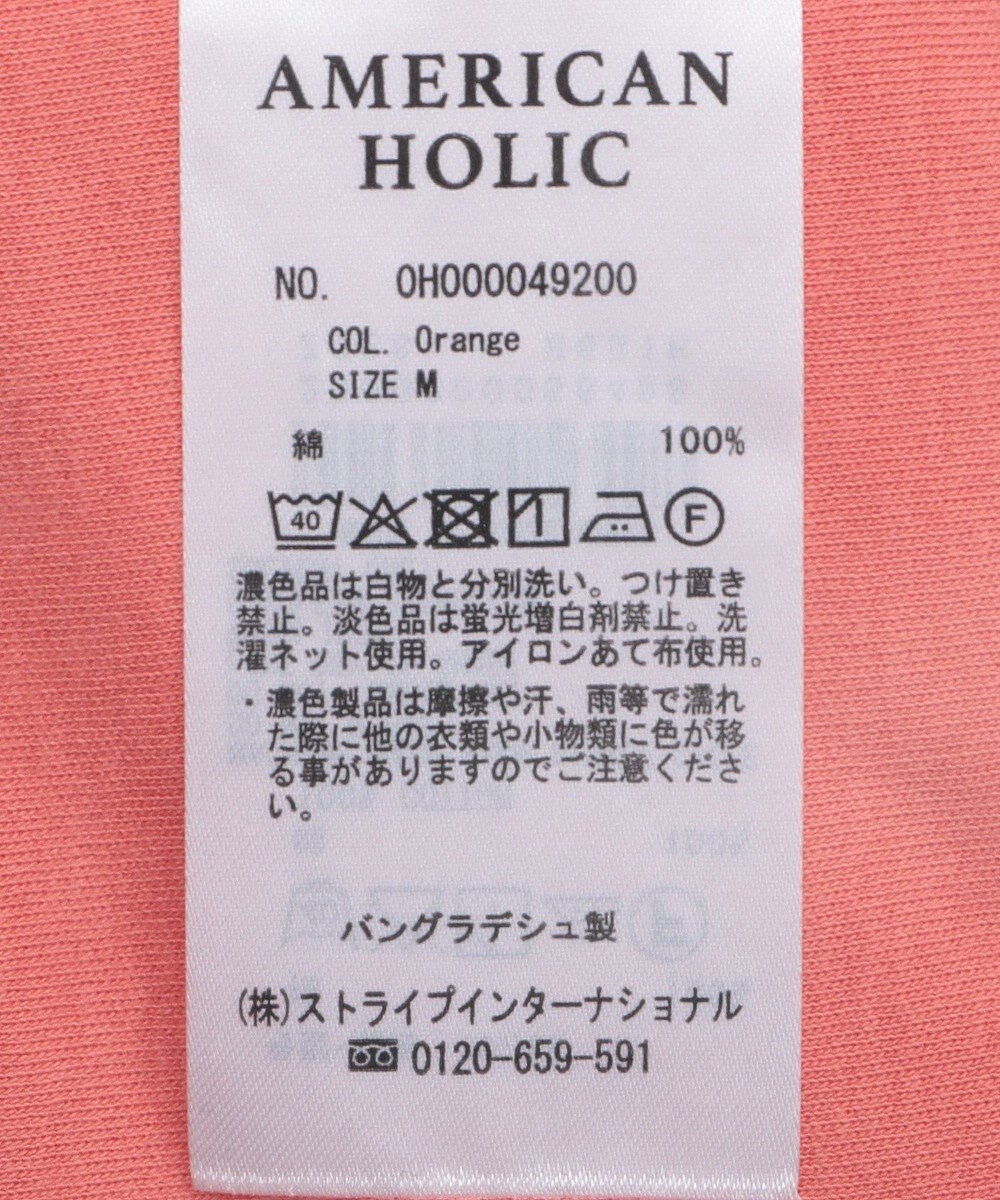 AMERICAN
HOLIC
NO. 0H000049200
COL. Orange
SIZE M
綿 100%
40 F
濃色品は白物と分別洗い。つけ置き
禁止。淡色品は蛍光増白剤禁止。洗
濯ネット使用。アイロンあて布使用。
・濃色製品は摩擦や汗、雨等で濡れ
た際に他の衣類や小物類に色が移
る事がありますのでご注意くださ
い。
バングラデシュ製
(株)ストライプインターナショナル
0120-659-591